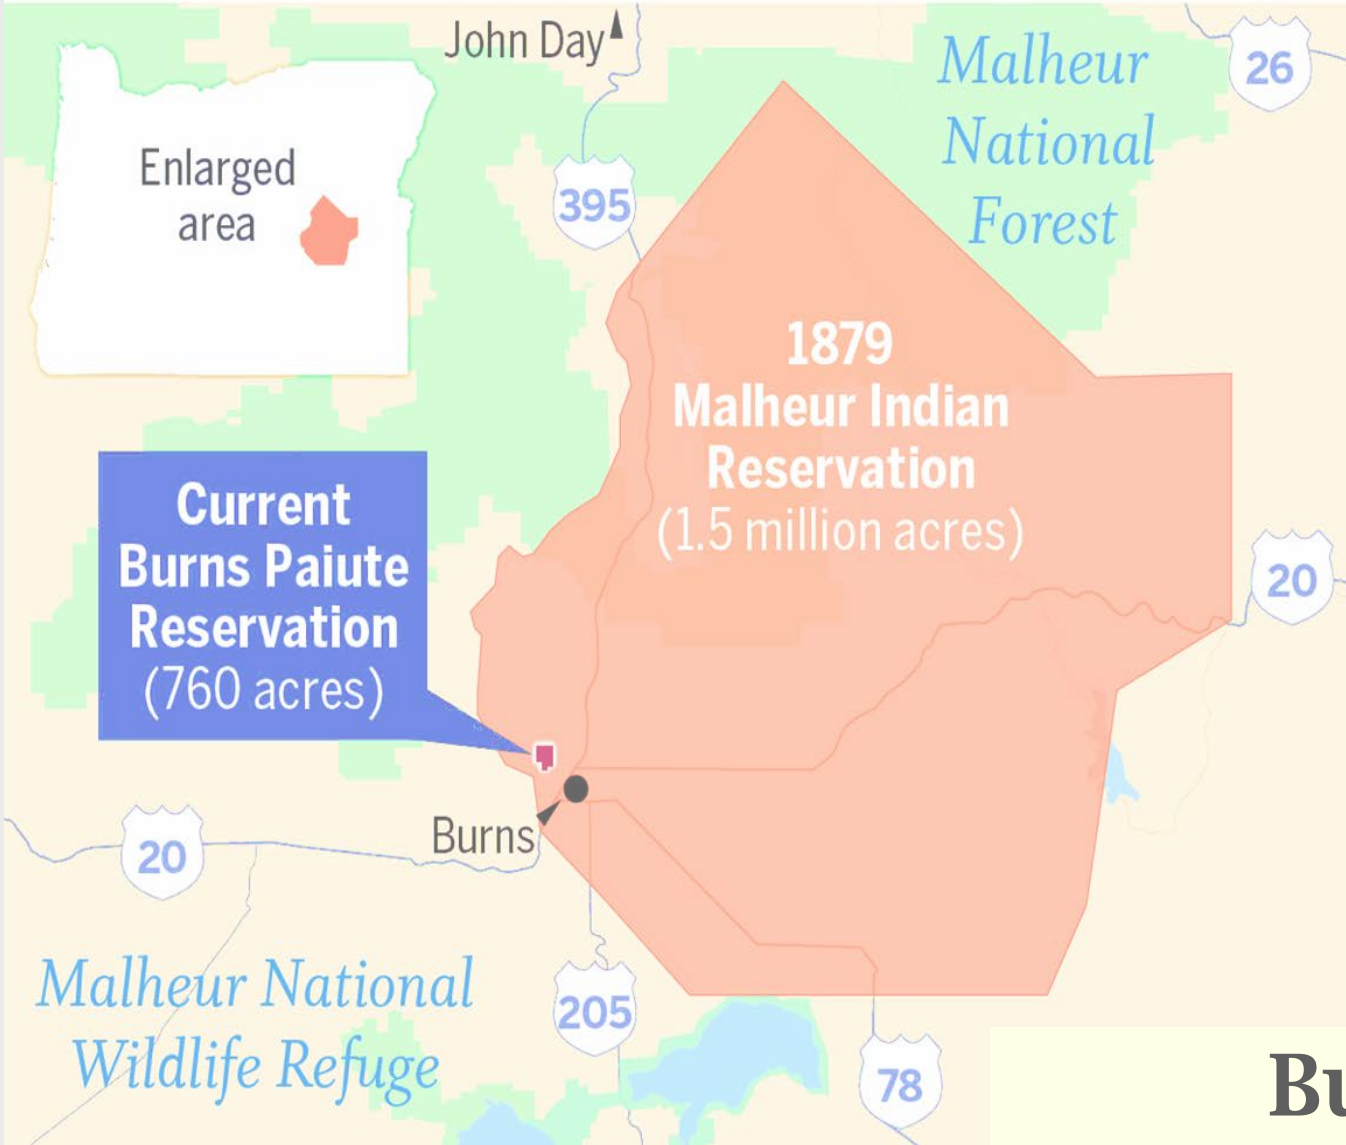 John Day
Malheur
National
Forest
26
Enlarged
area
395
1879
Malheur Indian
Reservation
(1.5 million acres)
Current
Burns Paiute
Reservation
(760 acres)
20
Burns
20
Malheur National
Wildlife Refuge
205
78
Bu